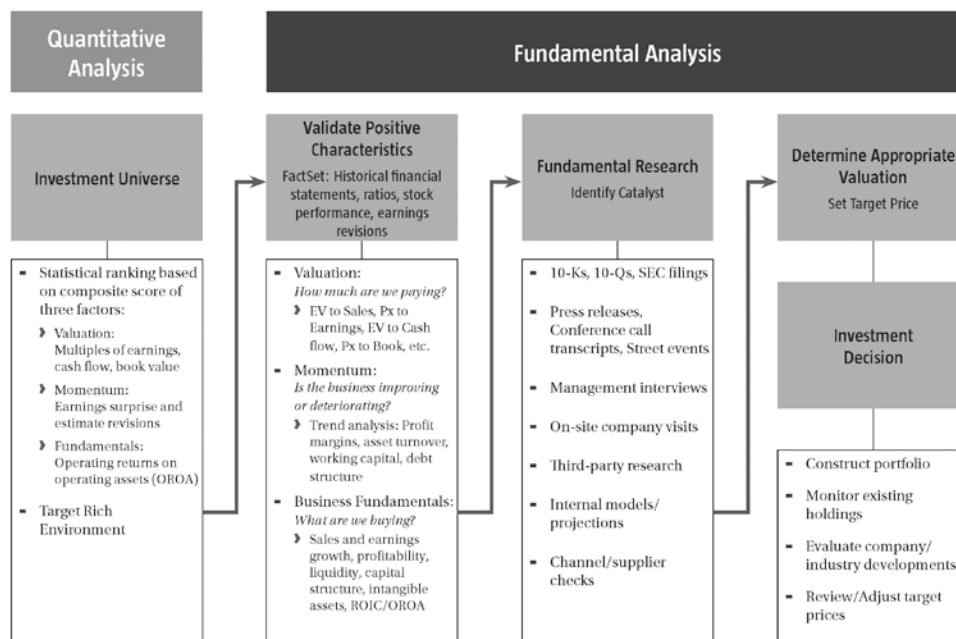 Quantitative
Analysis
Fundamental Analysis
Investment Universe
- Statistical ranking based
on composite score of
three factors:
❯ Valuation:
Multiples of earnings,
cash flow, book value
❯ Momentum:
Earnings surprise and
estimate revisions
❯ Fundamentals:
Operating returns on
operating assets (OROA)
- Target Rich
Environment
Validate Positive
Characteristics
FactSet: Historical financial
statements, ratios, stock
performance, earnings
revisions
- Valuation:
How much are we paying?
❯ EV to Sales, Px to
Earnings, EV to Cash
flow, Px to Book, etc.
- Momentum:
Is the business improving
or deteriorating?
❯ Trend analysis: Profit
margins, asset turnover,
working capital, debt
structure
- Business Fundamentals:
What are we buying?
❯ Sales and earnings
growth, profitability,
liquidity, capital
structure, intangible
assets, ROIC/OROA
Fundamental Research
Identify Catalyst
- 10-Ks, 10-Qs, SEC filings
- Press releases,
Conference call
transcripts, Street events
- Management interviews
- On-site company visits
- Third-party research
- Internal models/
projections
- Channel/supplier
checks
Determine Appropriate
Valuation
Set Target Price
Investment
Decision
- Construct portfolio
- Monitor existing
holdings
- Evaluate company/
industry developments
- Review/Adjust target
prices